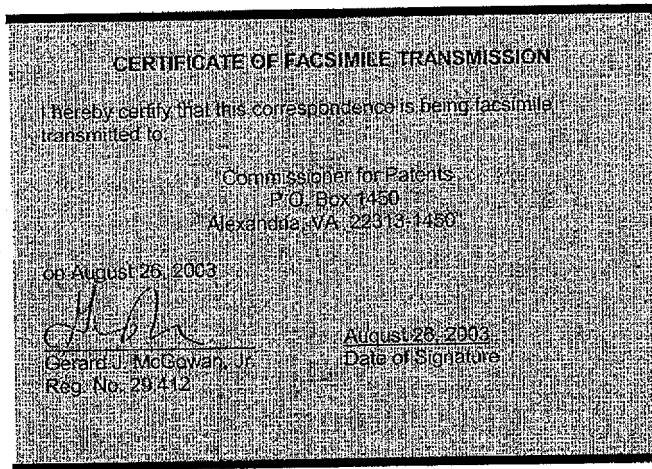 CERTIFICATE OF FACSIMILE TRANSMISSION
I hereby certify that this correspondence is being facsimile
transmitted to:
"Commissioner for Patents
P.O. Box 1450
Alexandria, VA 22313-1450"
on August 26, 2003
Gerard J. McGowan, Jr.
Reg. No. 29,412
August 26, 2003
Date of Signature